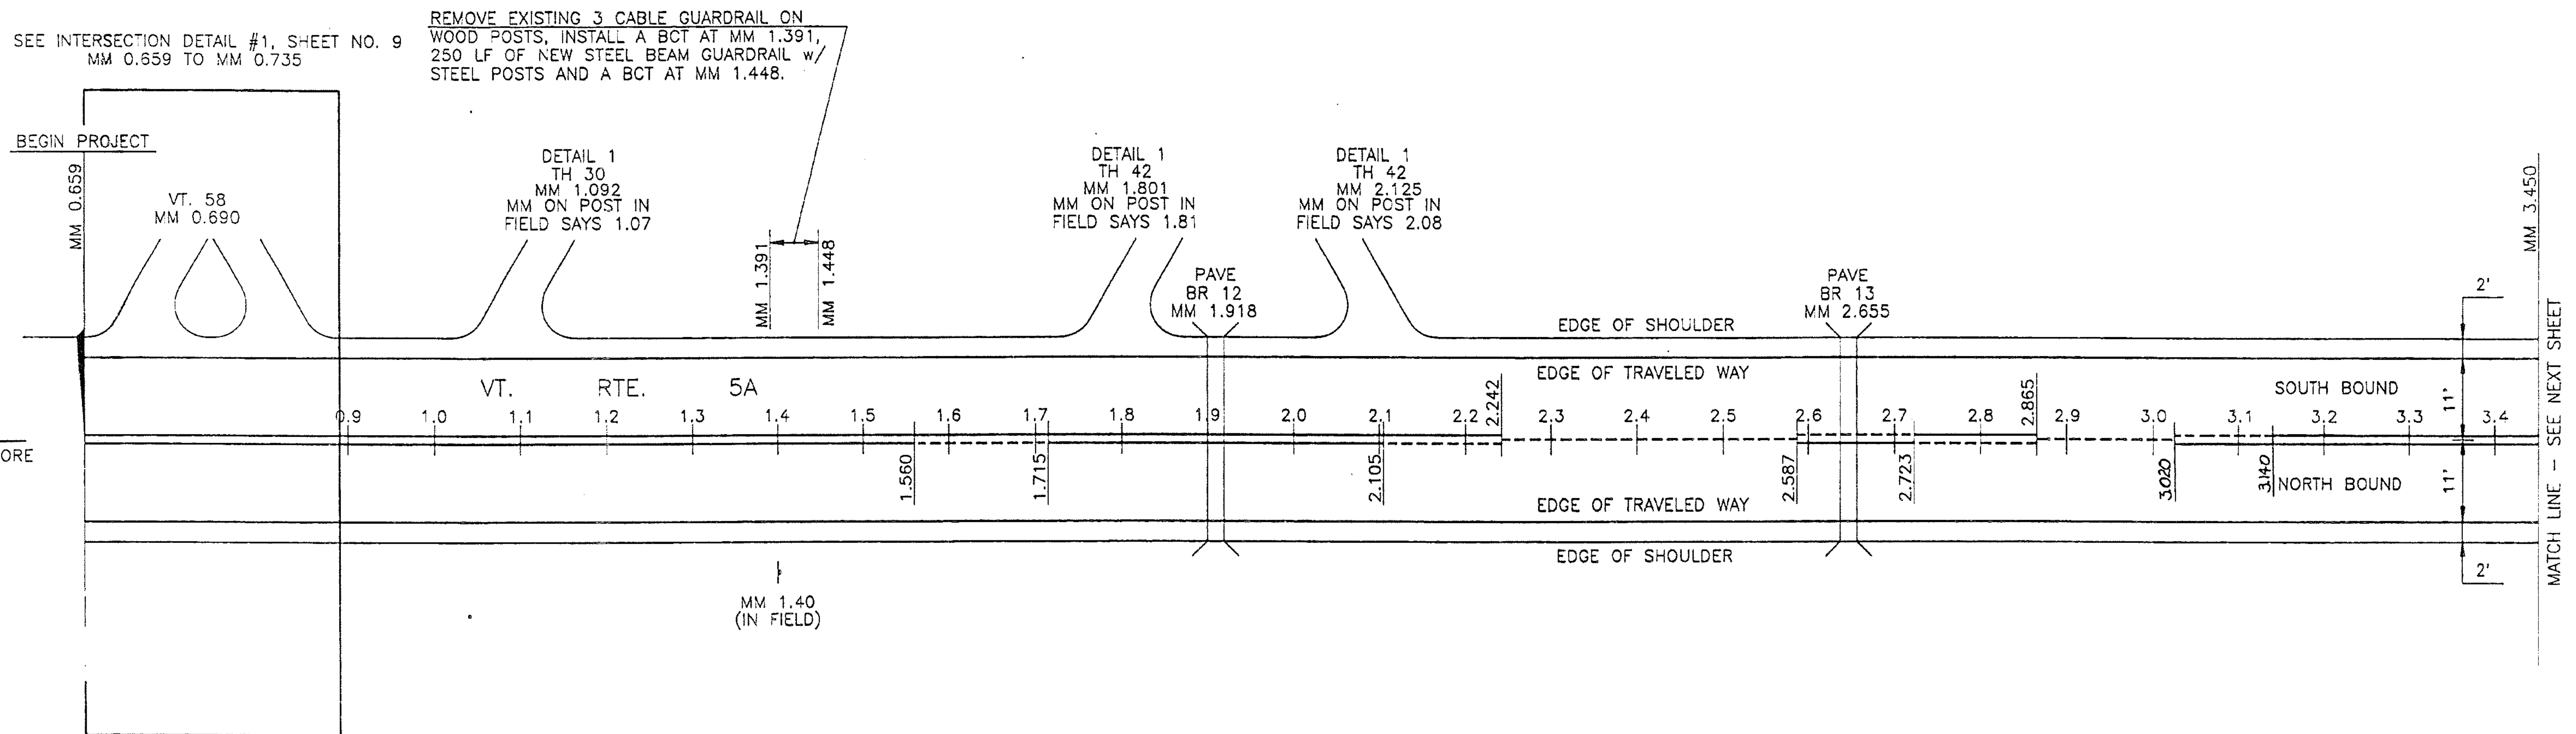 SEE INTERSECTION DETAIL #1, SHEET NO. 9
MM 0.659 TO MM 0.735
REMOVE EXISTING 3 CABLE GUARDRAIL ON
WOOD POSTS, INSTALL A BCT AT MM 1.391,
250 LF OF NEW STEEL BEAM GUARDRAIL w/
STEEL POSTS AND A BCT AT MM 1.448.
BEGIN PROJECT
MM 0.659
VT. 58
MM 0.690
DETAIL 1
TH 30
MM 1.092
MM ON POST IN
FIELD SAYS 1.07
MM 1.391
MM 1.448
DETAIL 1
TH 42
MM 1.801
MM ON POST IN
FIELD SAYS 1.81
PAVE
BR 12
MM 1.918
DETAIL 1
TH 42
MM 2.125
MM ON POST IN
FIELD SAYS 2.08
PAVE
BR 13
MM 2.655
MM 3.450
2'
EDGE OF SHOULDER
EDGE OF TRAVELED WAY
VT. RTE. 5A
SOUTH BOUND
11'
0.9 1.0 1.1 1.2 1.3 1.4 1.5 1.6 1.7 1.8 1.9 2.0 2.1 2.2 2.3 2.4 2.5 2.6 2.7 2.8 2.9 3.0 3.1 3.2 3.3 3.4
2.242
2.865
ORE
1.560
1.715
2.105
2.587
2.723
3.020
3.140
NORTH BOUND
11'
EDGE OF TRAVELED WAY
EDGE OF SHOULDER
2'
MM 1.40
(IN FIELD)
MATCH LINE - SEE NEXT SHEET